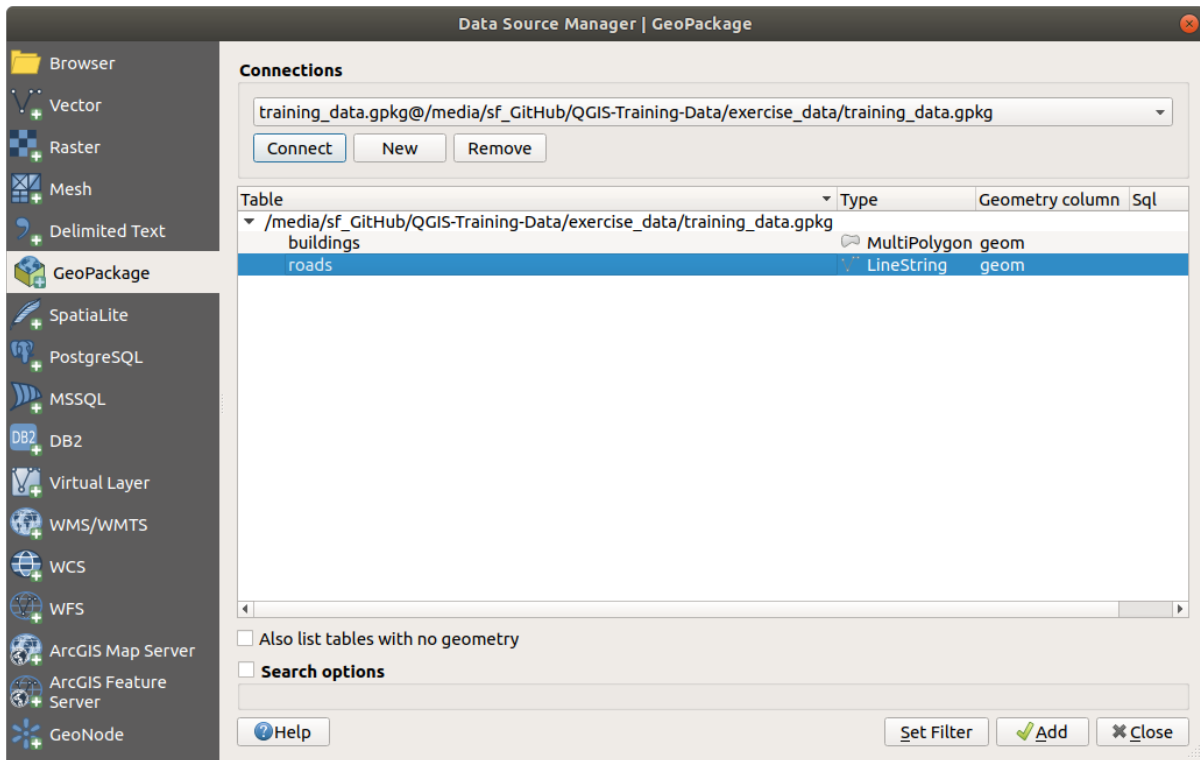 Data Source Manager | GeoPackage
Browser
Vector
Raster
Mesh
Delimited Text
GeoPackage
SpatiaLite
PostgreSQL
MSSQL
DB2 DB2
Virtual Layer
WMS/WMTS
WCS
WFS
ArcGIS Map Server
ArcGIS Feature
Server
GeoNode
Connections
training_data.gpkg@/media/sf_GitHub/QGIS-Training-Data/exercise_data/training_data.gpkg
Connect New Remove
Table Type Geometry column Sql
/media/sf_GitHub/QGIS-Training-Data/exercise_data/training_data.gpkg
buildings MultiPolygon geom
roads LineString geom
Also list tables with no geometry
Search options
Help Set Filter Add Close